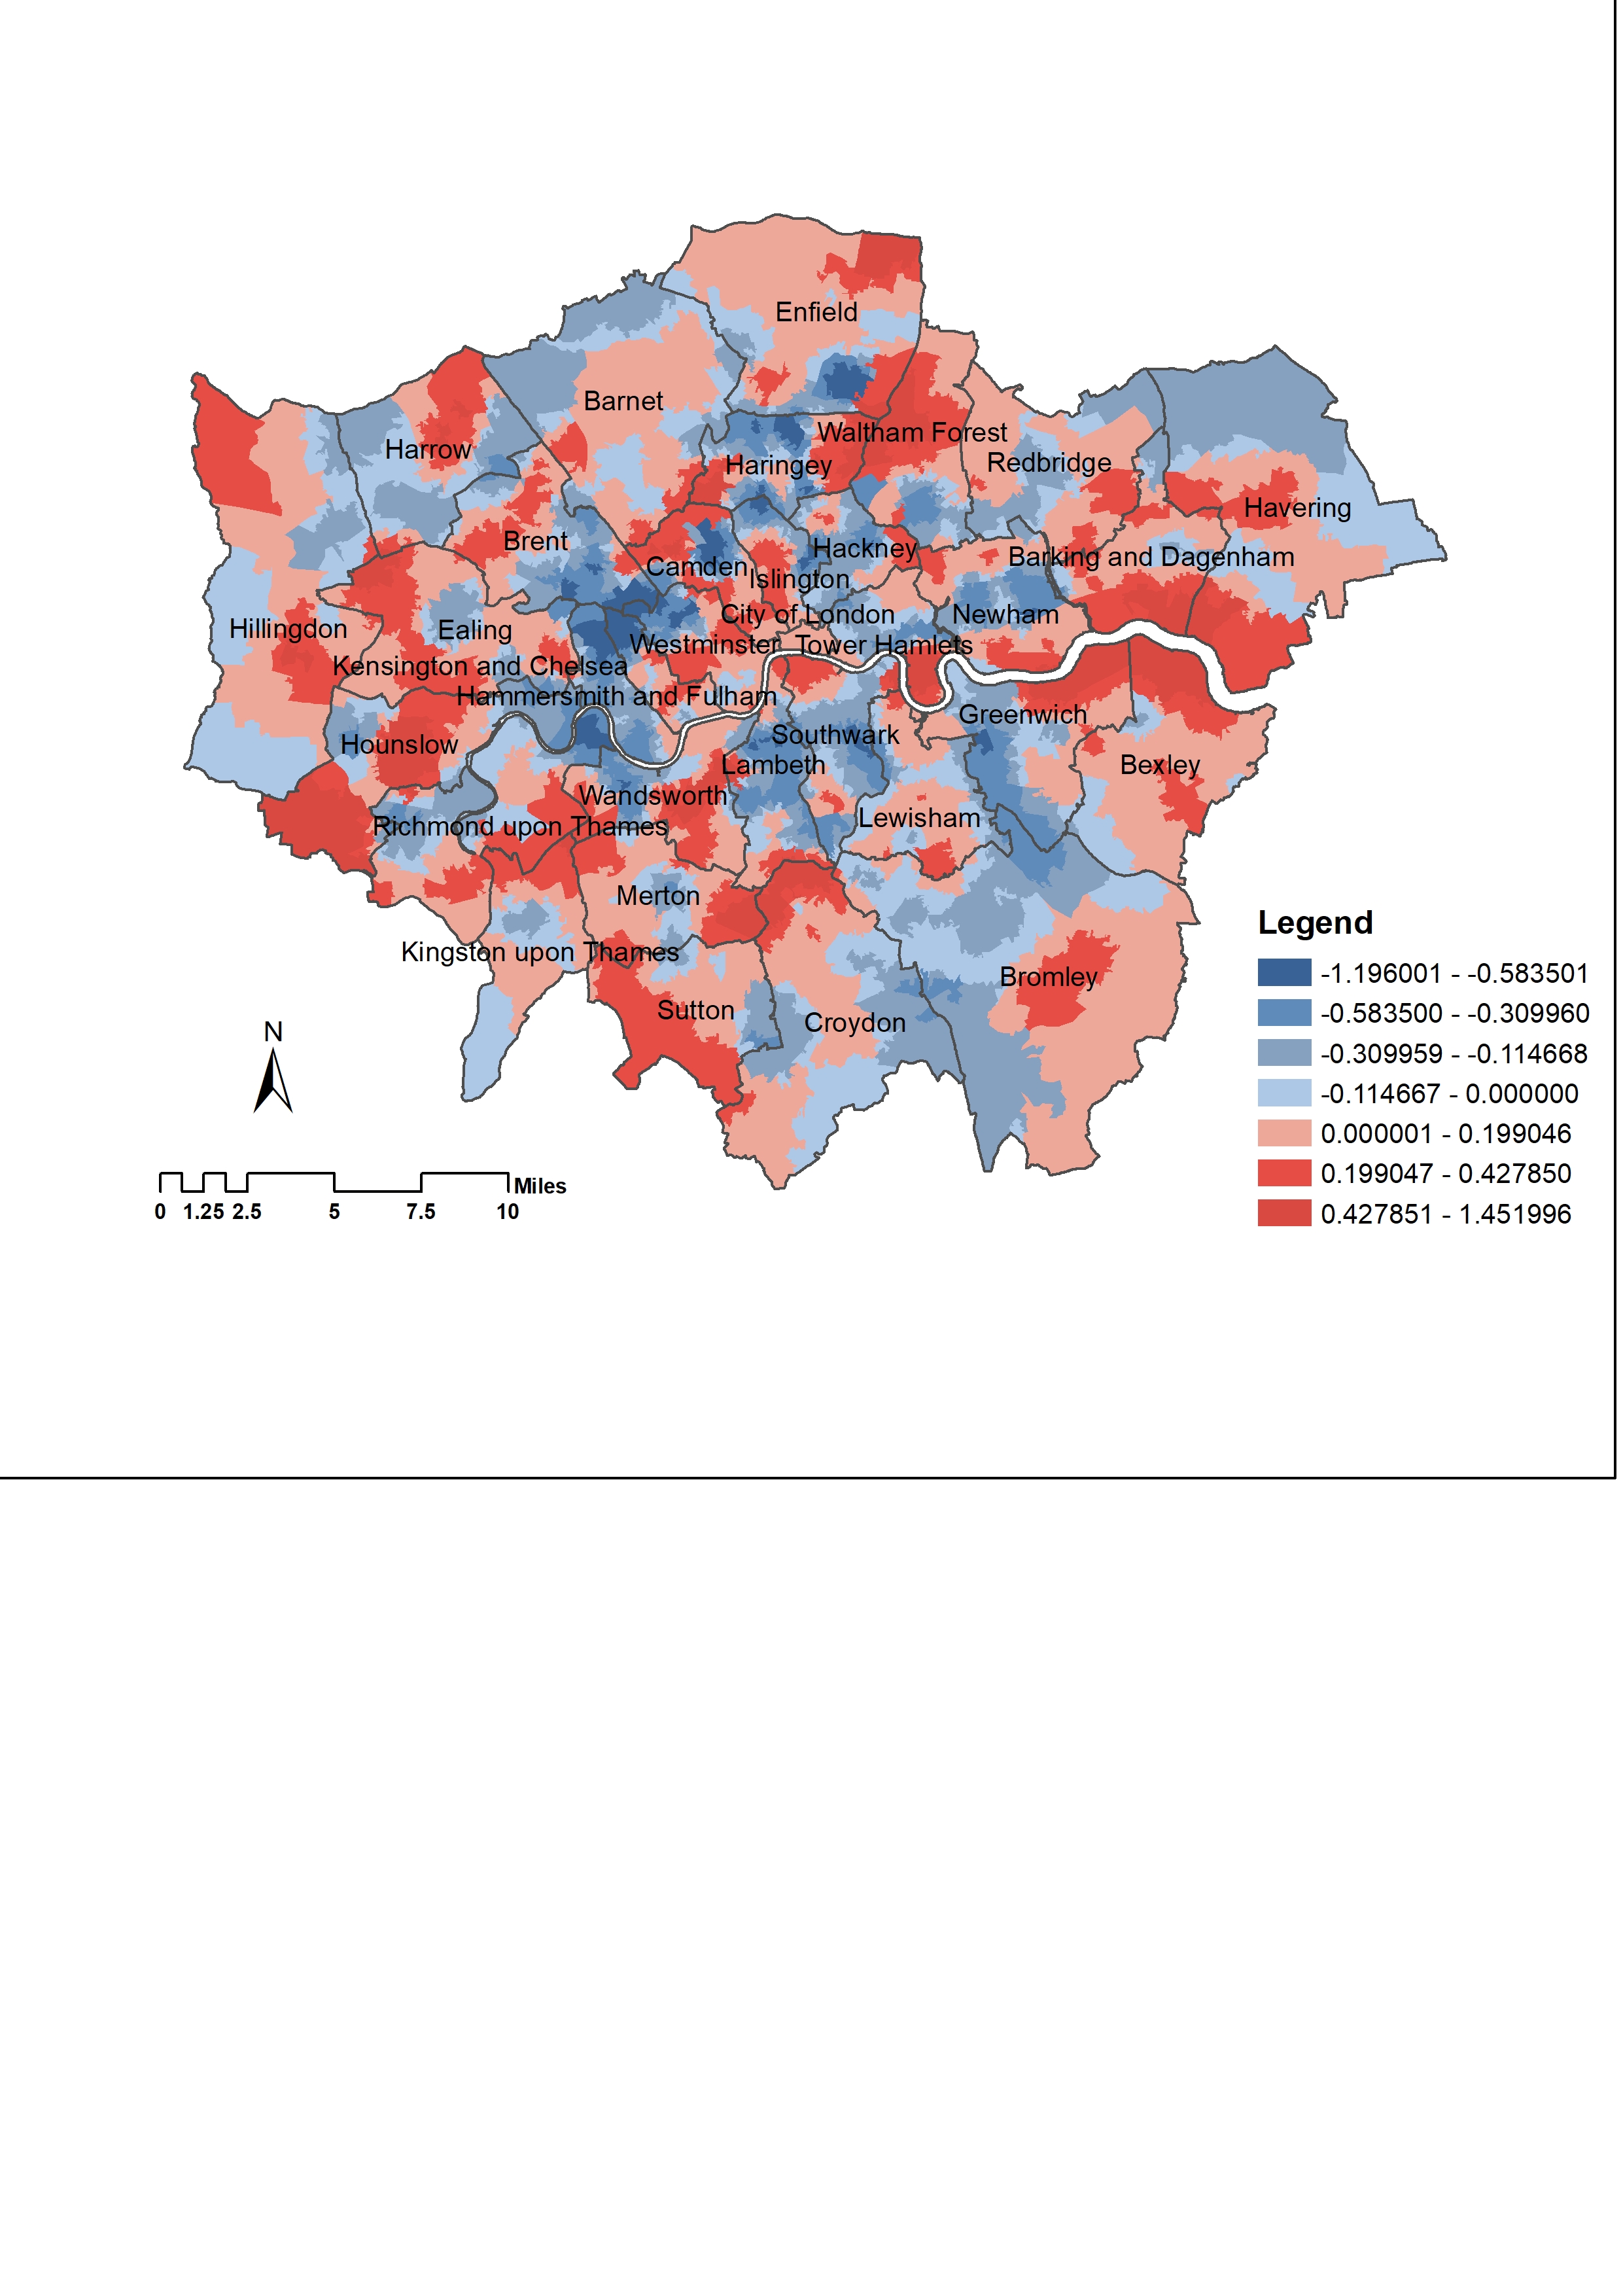 Enfield
Barnet
Waltham Forest
Harrow
Haringey
Redbridge
Havering
Brent
Hackney
Barking and Dagenham
Camden
Islington
City of London
Newham
Hillingdon
Ealing
Westminster
Tower Hamlets
Kensington and Chelsea
Hammersmith and Fulham
Greenwich
Southwark
Hounslow
Lambeth
Bexley
Wandsworth
Richmond upon Thames
Lewisham
Merton
Kingston upon Thames
Bromley
Sutton
Croydon
N
Miles
0 1.25 2.5 5 7.5 10
Legend
-1.196001 - -0.583501
-0.583500 - -0.309960
-0.309959 - -0.114668
-0.114667 - 0.000000
0.000001 - 0.199046
0.199047 - 0.427850
0.427851 - 1.451996